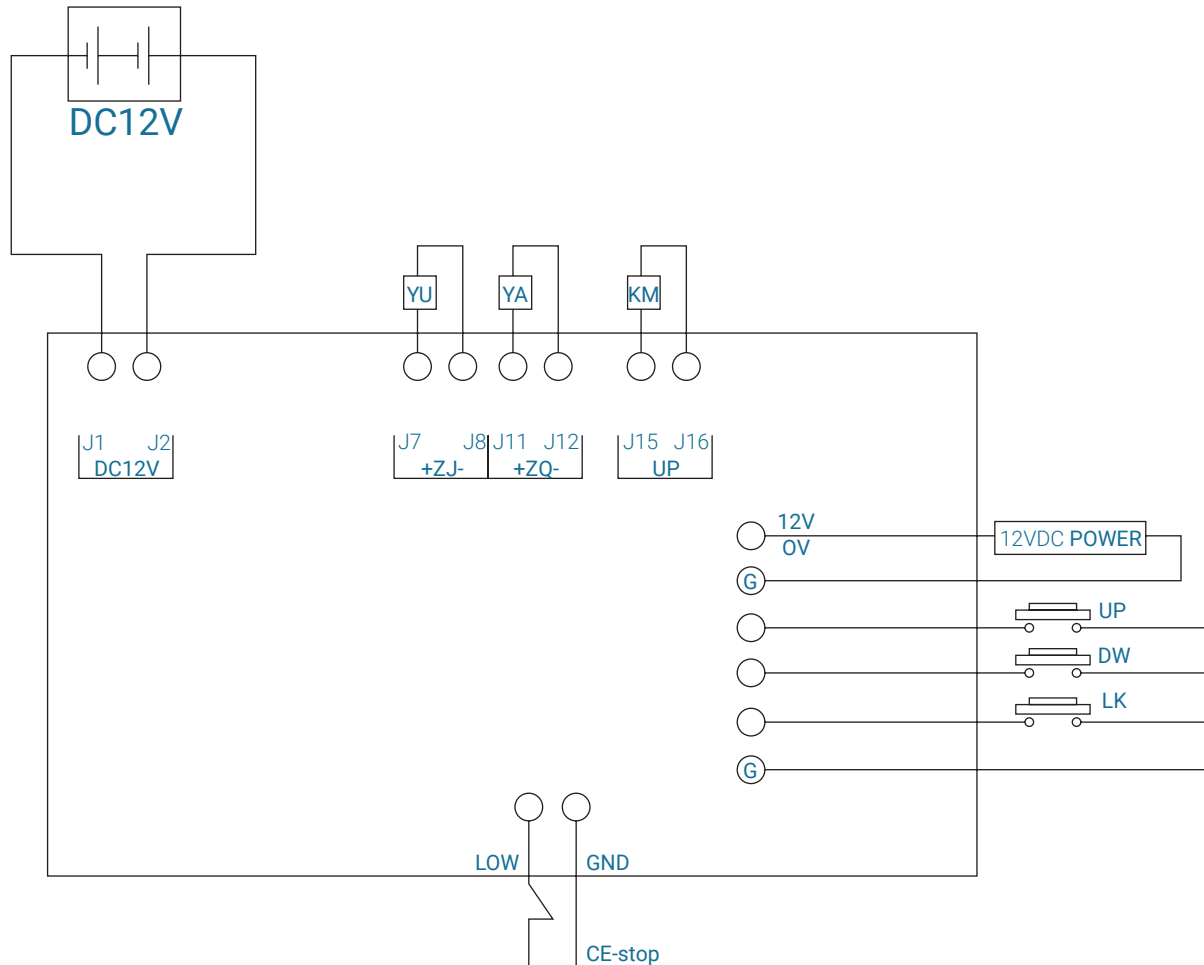 DC12V
YU
YA
KM
J1 J2
DC12V
J7 J8
+ZJ-
J11 J12
+ZQ-
J15 J16
UP
12V
OV
12VDC POWER
G
UP
DW
LK
G
LOW
GND
CE-stop